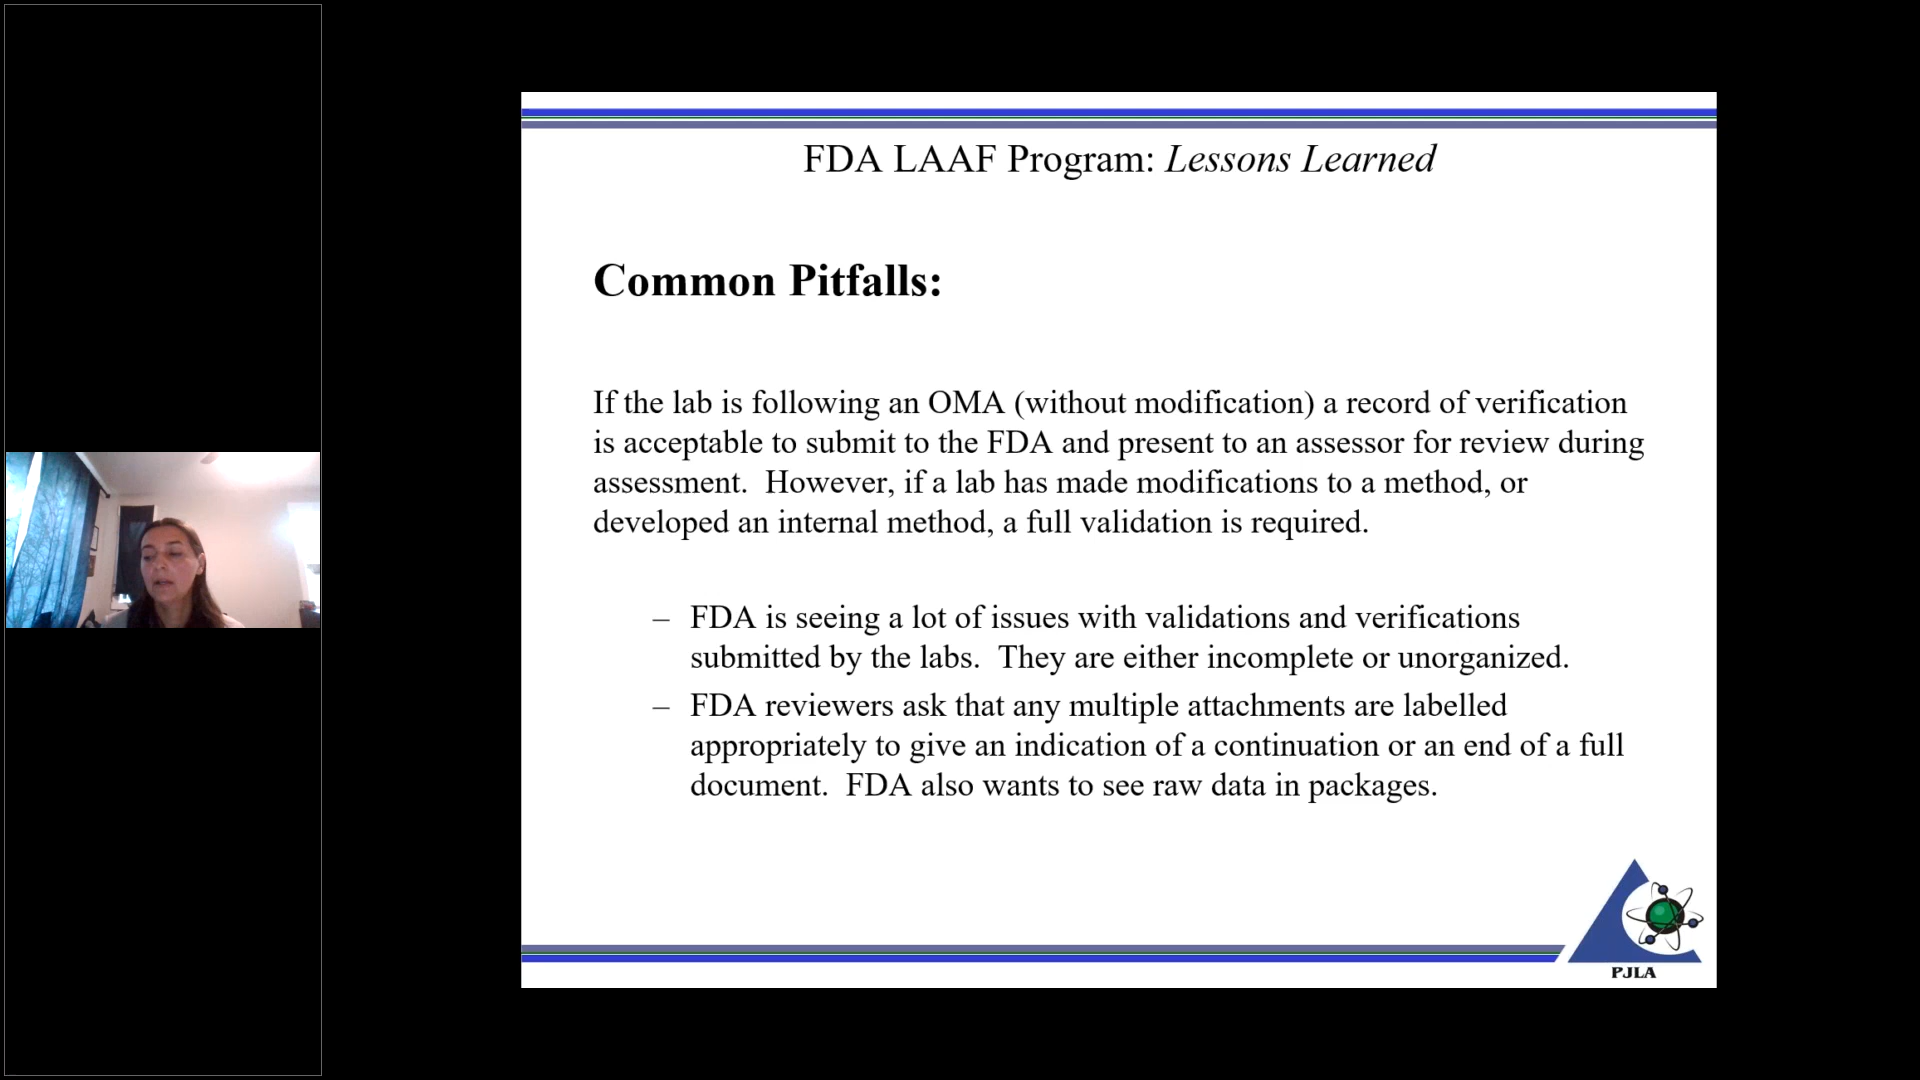 FDA LAAF Program: Lessons Learned
Common Pitfalls:
If the lab is following an OMA (without modification) a record of verification
is acceptable to submit to the FDA and present to an assessor for review during
assessment.  However, if a lab has made modifications to a method, or
developed an internal method, a full validation is required.
– FDA is seeing a lot of issues with validations and verifications
submitted by the labs.  They are either incomplete or unorganized.
– FDA reviewers ask that any multiple attachments are labelled
appropriately to give an indication of a continuation or an end of a full
document.  FDA also wants to see raw data in packages.
PJLA